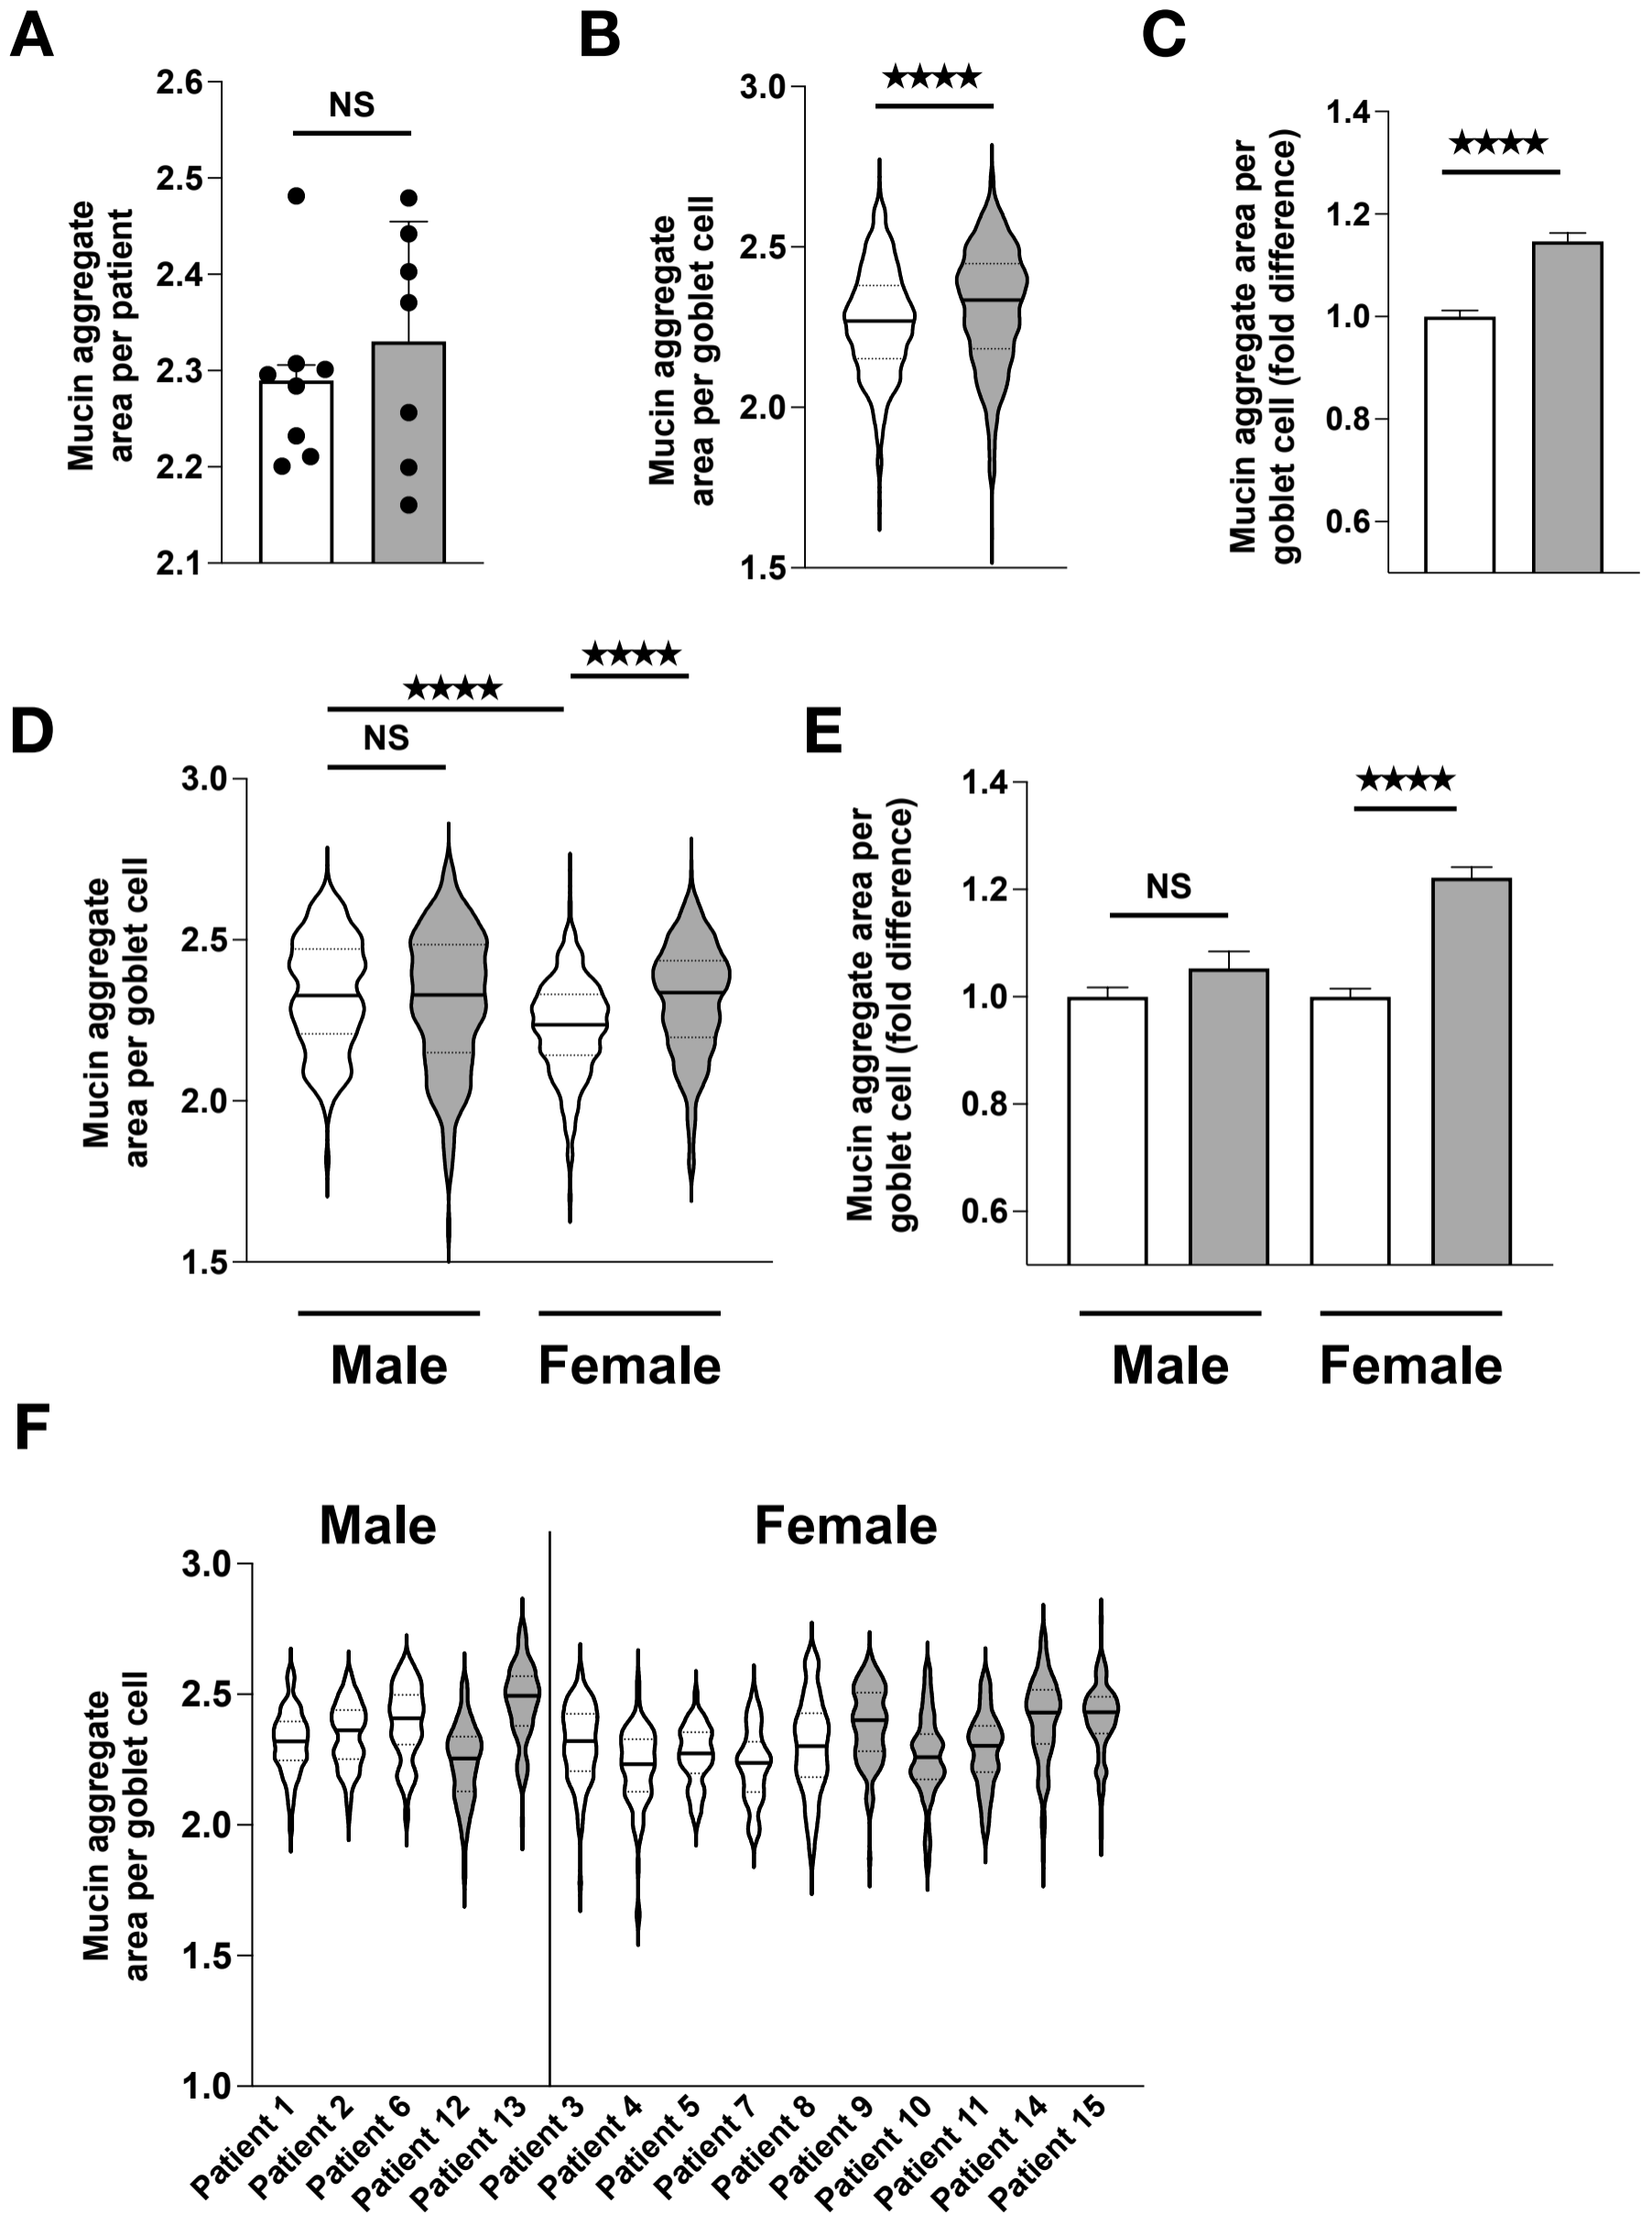 A
Mucin aggregate
area per patient
2.6
2.5
2.4
2.3
2.2
2.1
NS
B
Mucin aggregate
area per goblet cell
3.0
2.5
2.0
1.5
★★★★
C
Mucin aggregate area per
goblet cell (fold difference)
1.4
1.2
1.0
0.8
0.6
★★★★
D
★★★★
★★★★
NS
Mucin aggregate
area per goblet cell
3.0
2.5
2.0
1.5
Male
Female
E
Mucin aggregate area per
goblet cell (fold difference)
1.4
1.2
1.0
0.8
0.6
NS
★★★★
Male
Female
F
Male
Female
Mucin aggregate
area per goblet cell
3.0
2.5
2.0
1.5
1.0
Patient 1
Patient 2
Patient 6
Patient 12
Patient 13
Patient 3
Patient 4
Patient 5
Patient 7
Patient 8
Patient 9
Patient 10
Patient 11
Patient 14
Patient 15